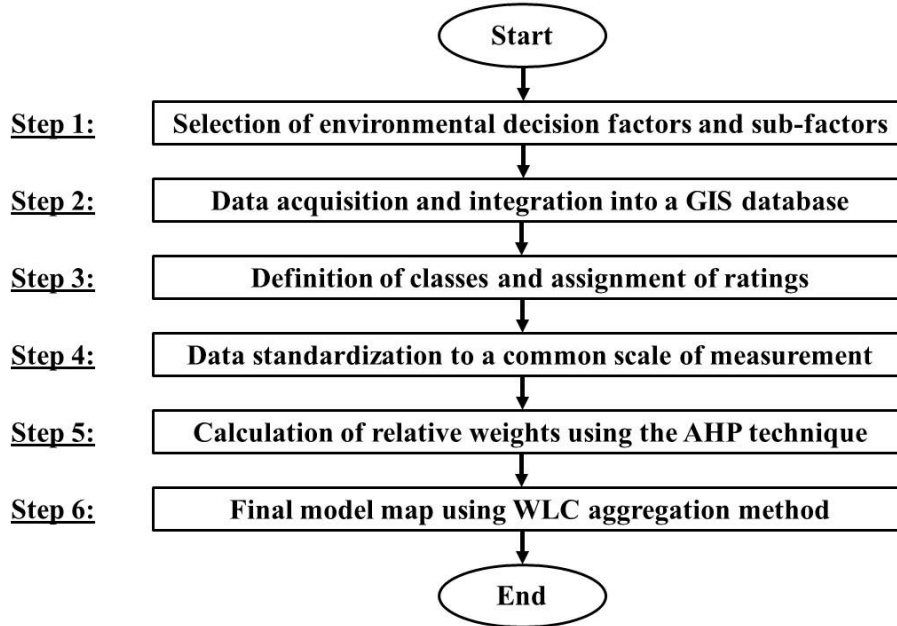 Start
Step 1: Selection of environmental decision factors and sub-factors
Step 2: Data acquisition and integration into a GIS database
Step 3: Definition of classes and assignment of ratings
Step 4: Data standardization to a common scale of measurement
Step 5: Calculation of relative weights using the AHP technique
Step 6: Final model map using WLC aggregation method
End